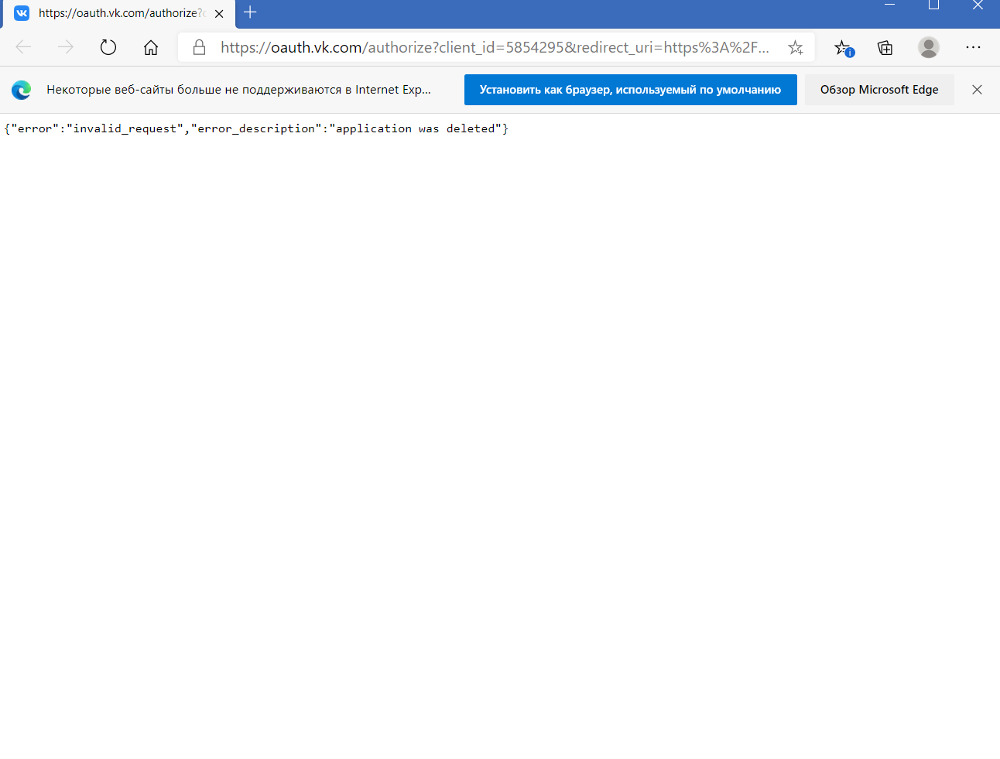 https://oauth.vk.com/authorize?c
https://oauth.vk.com/authorize?client_id=5854295&redirect_uri=https%3A%2F...
Некоторые веб-сайты больше не поддерживаются в Internet Exp... Установить как браузер, используемый по умолчанию Обзор Microsoft Edge
{"error":"invalid_request","error_description":"application was deleted"}